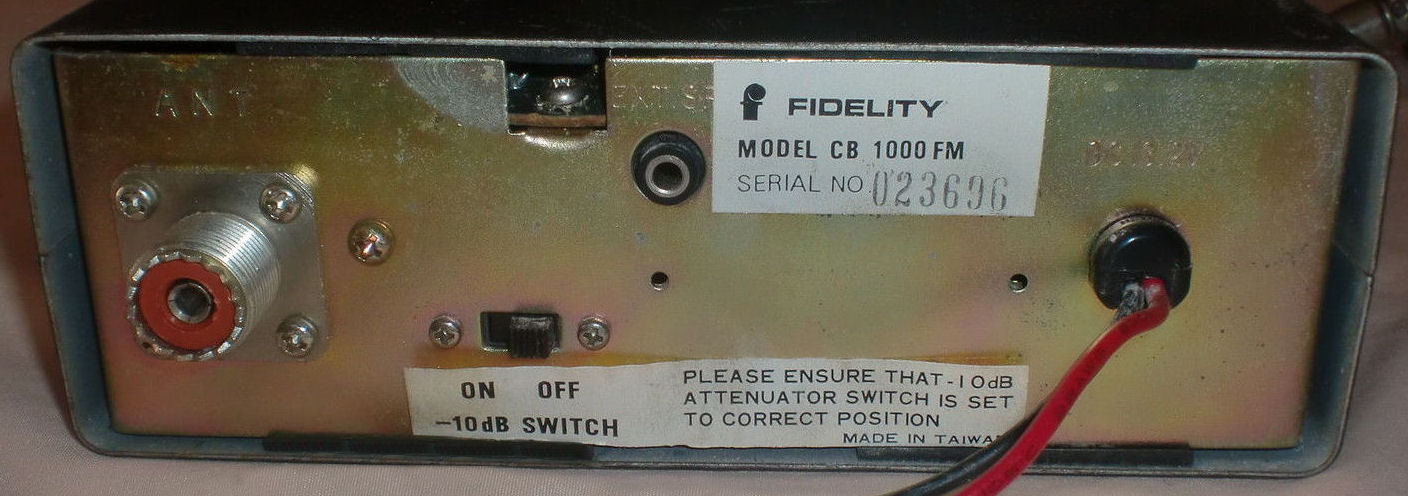 ANT
EXT SP
FIDELITY
MODEL CB 1000 FM
SERIAL NO 023696
ON OFF
-10dB SWITCH
PLEASE ENSURE THAT -10dB
ATTENUATOR SWITCH IS SET
TO CORRECT POSITION
MADE IN TAIWAN